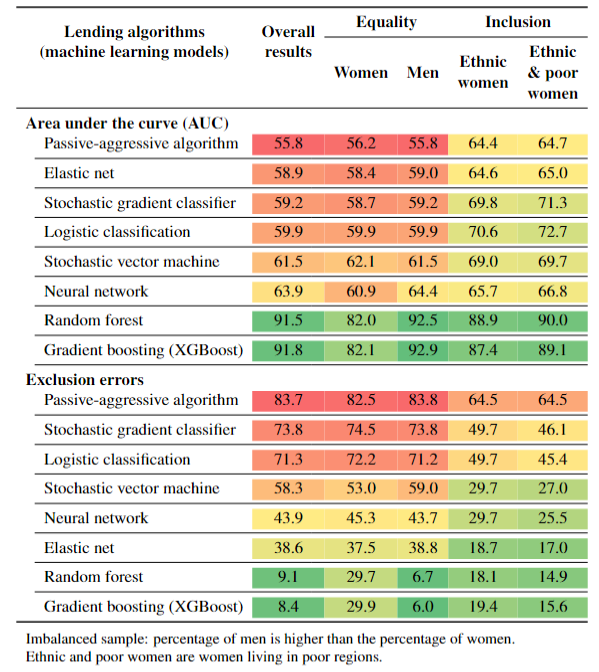 Lending algorithms (machine learning models) Overall results Equality Inclusion
Women Men Ethnic women Ethnic & poor women
Area under the curve (AUC)
Passive-aggressive algorithm 55.8 56.2 55.8 64.4 64.7
Elastic net 58.9 58.4 59.0 64.6 65.0
Stochastic gradient classifier 59.2 58.7 59.2 69.8 71.3
Logistic classification 59.9 59.9 59.9 70.6 72.7
Stochastic vector machine 61.5 62.1 61.5 69.0 69.7
Neural network 63.9 60.9 64.4 65.7 66.8
Random forest 91.5 82.0 92.5 88.9 90.0
Gradient boosting (XGBoost) 91.8 82.1 92.9 87.4 89.1
Exclusion errors
Passive-aggressive algorithm 83.7 82.5 83.8 64.5 64.5
Stochastic gradient classifier 73.8 74.5 73.8 49.7 46.1
Logistic classification 71.3 72.2 71.2 49.7 45.4
Stochastic vector machine 58.3 53.0 59.0 29.7 27.0
Neural network 43.9 45.3 43.7 29.7 25.5
Elastic net 38.6 37.5 38.8 18.7 17.0
Random forest 9.1 29.7 6.7 18.1 14.9
Gradient boosting (XGBoost) 8.4 29.9 6.0 19.4 15.6
Imbalanced sample: percentage of men is higher than the percentage of women.
Ethnic and poor women are women living in poor regions.